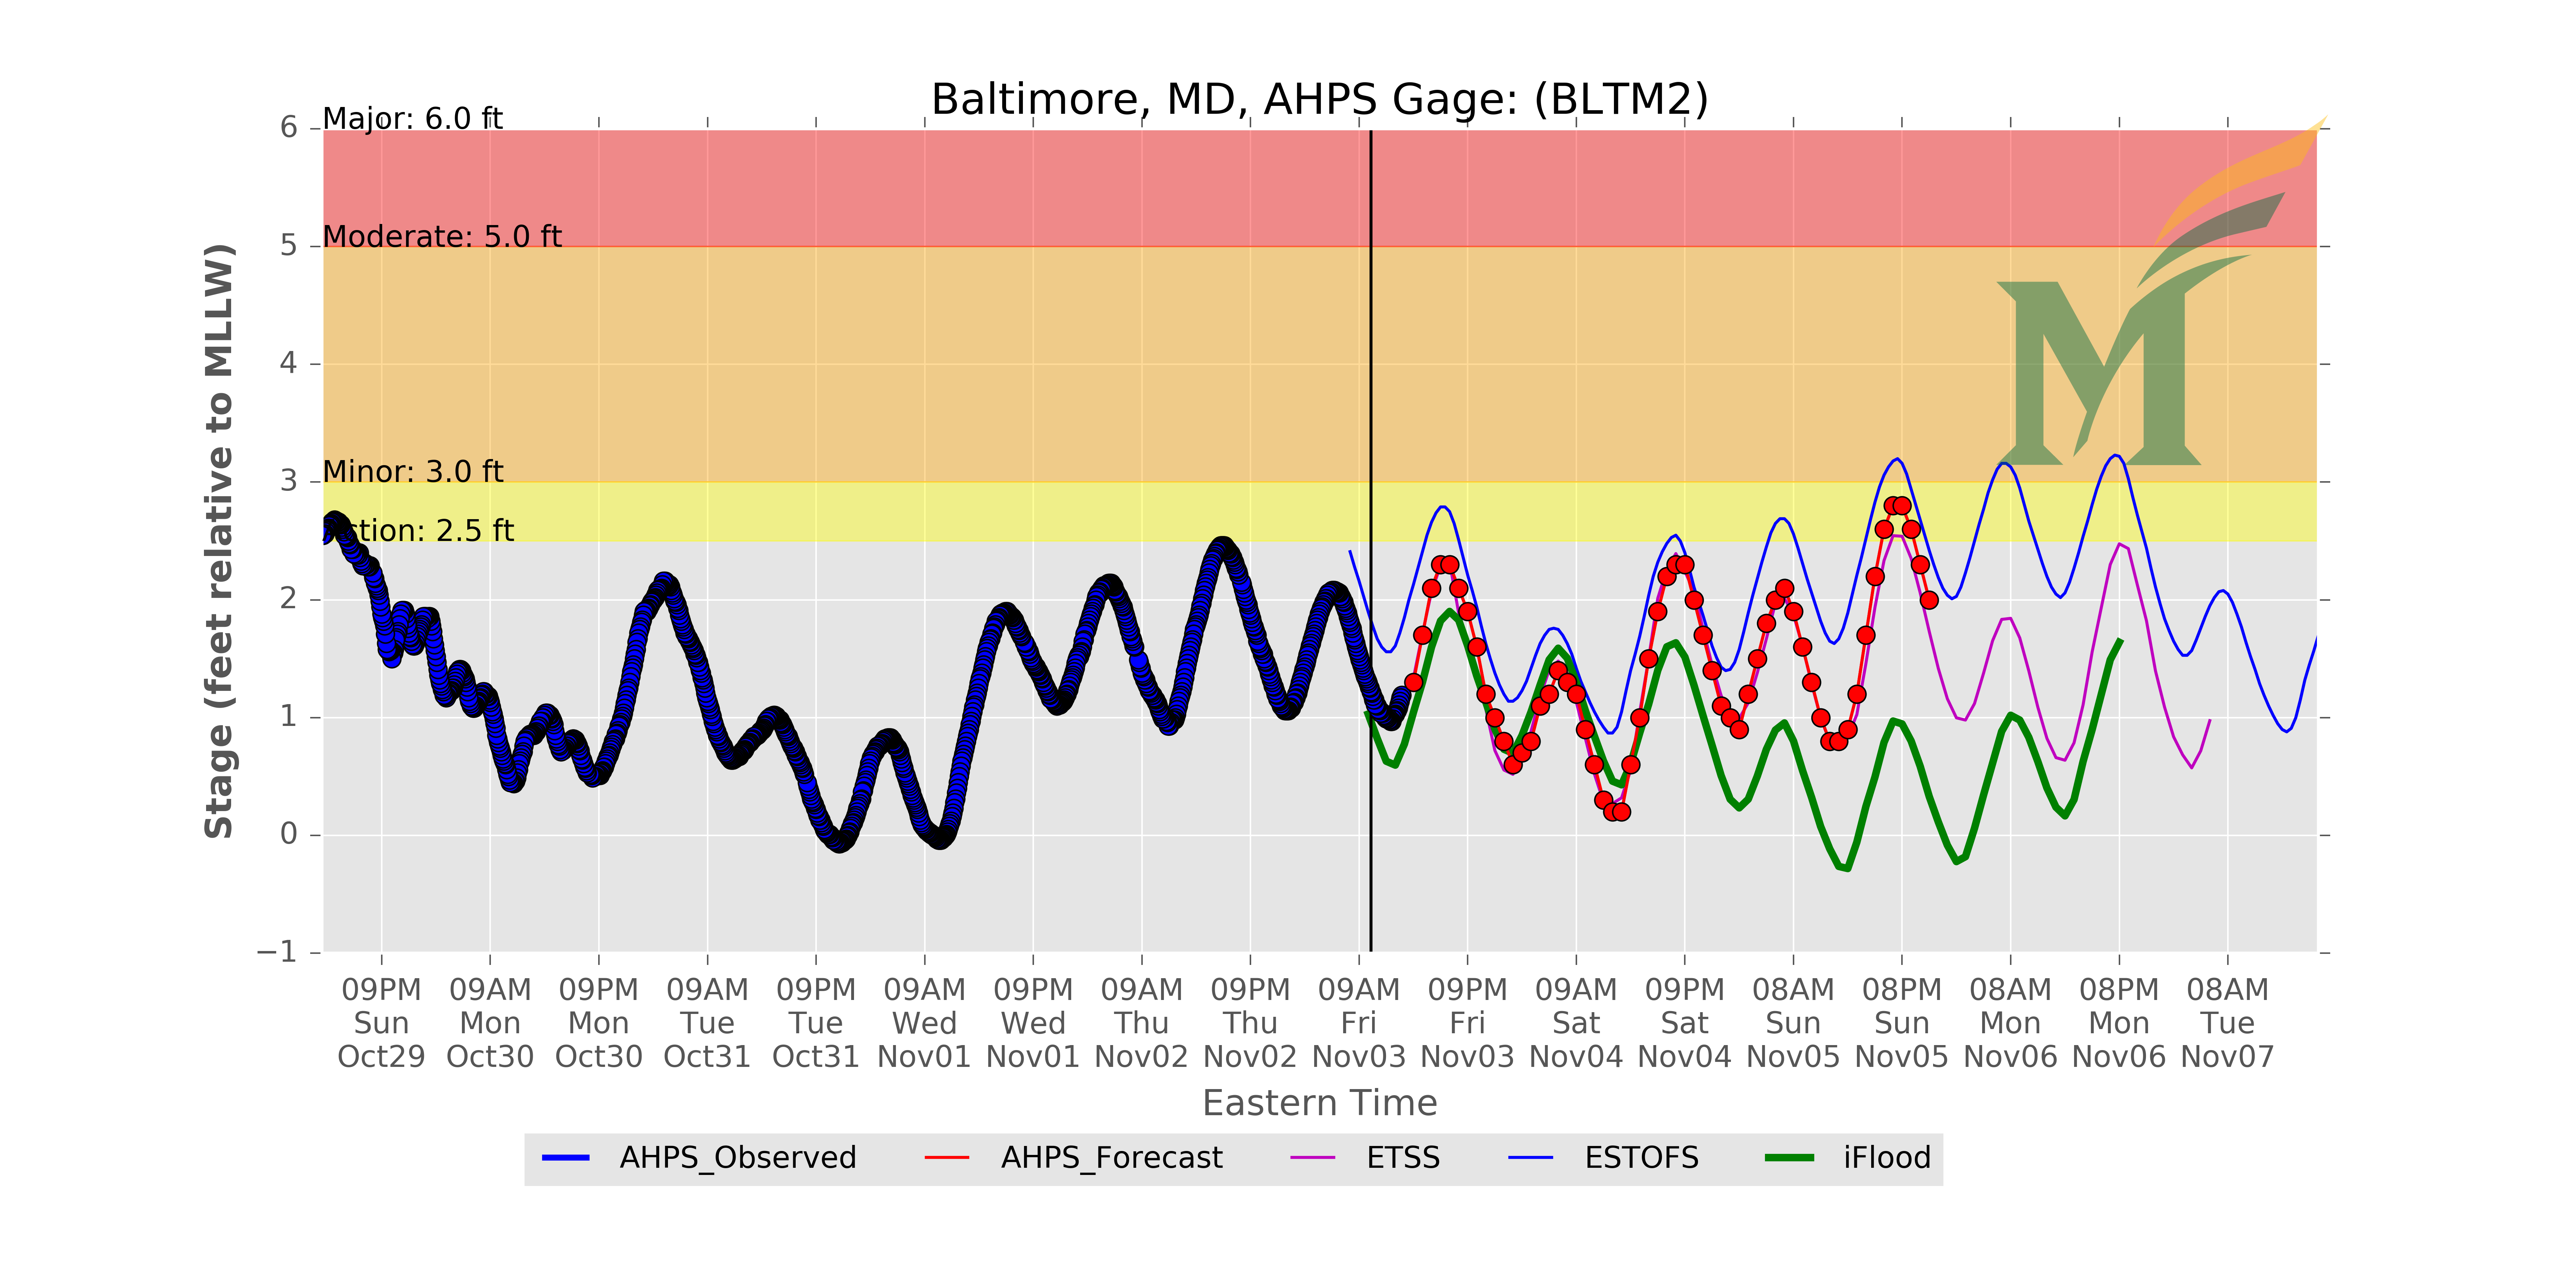 Baltimore, MD, AHPS Gage: (BLTM2)
Major: 6.0 ft
Moderate: 5.0 ft
Minor: 3.0 ft
ction: 2.5 ft
6
5
4
3
2
1
0
−1
Stage (feet relative to MLLW)
M
09PM 09AM 09PM 09AM 09PM 09AM 09PM 09AM 09PM 09AM 09PM 09AM 09PM 08AM 08PM 08AM 08PM 08AM
Sun Mon Mon Tue Tue Wed Wed Thu Thu Fri Fri Sat Sat Sun Sun Mon Mon Tue
Oct29 Oct30 Oct30 Oct31 Oct31 Nov01 Nov01 Nov02 Nov02 Nov03 Nov03 Nov04 Nov04 Nov05 Nov05 Nov06 Nov06 Nov07
Eastern Time
AHPS_Observed AHPS_Forecast ETSS ESTOFS iFlood